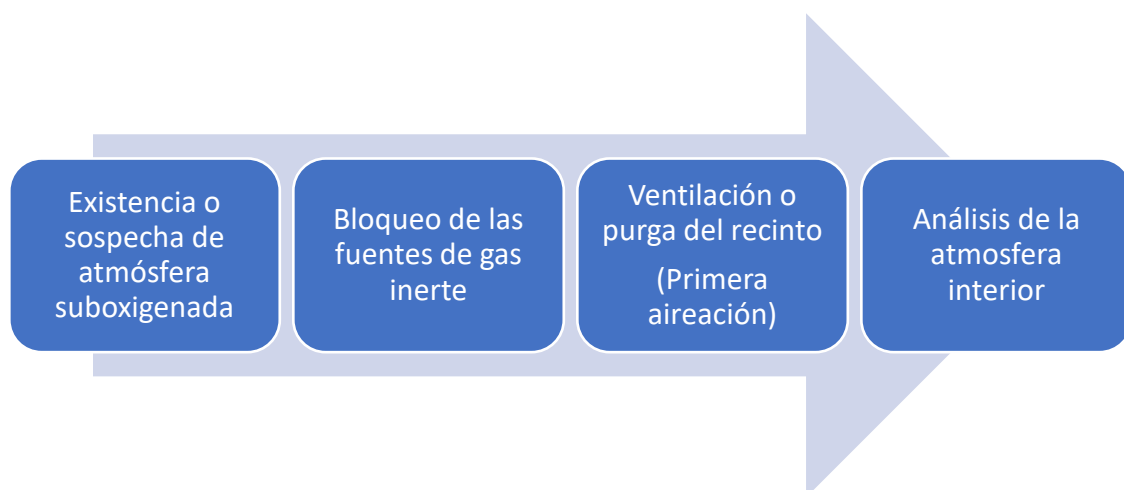 Existencia o
sospecha de
atmósfera
suboxigenada
Bloqueo de las
fuentes de gas
inerte
Ventilación o
purga del recinto
(Primera
aireación)
Análisis de la
atmosfera
interior